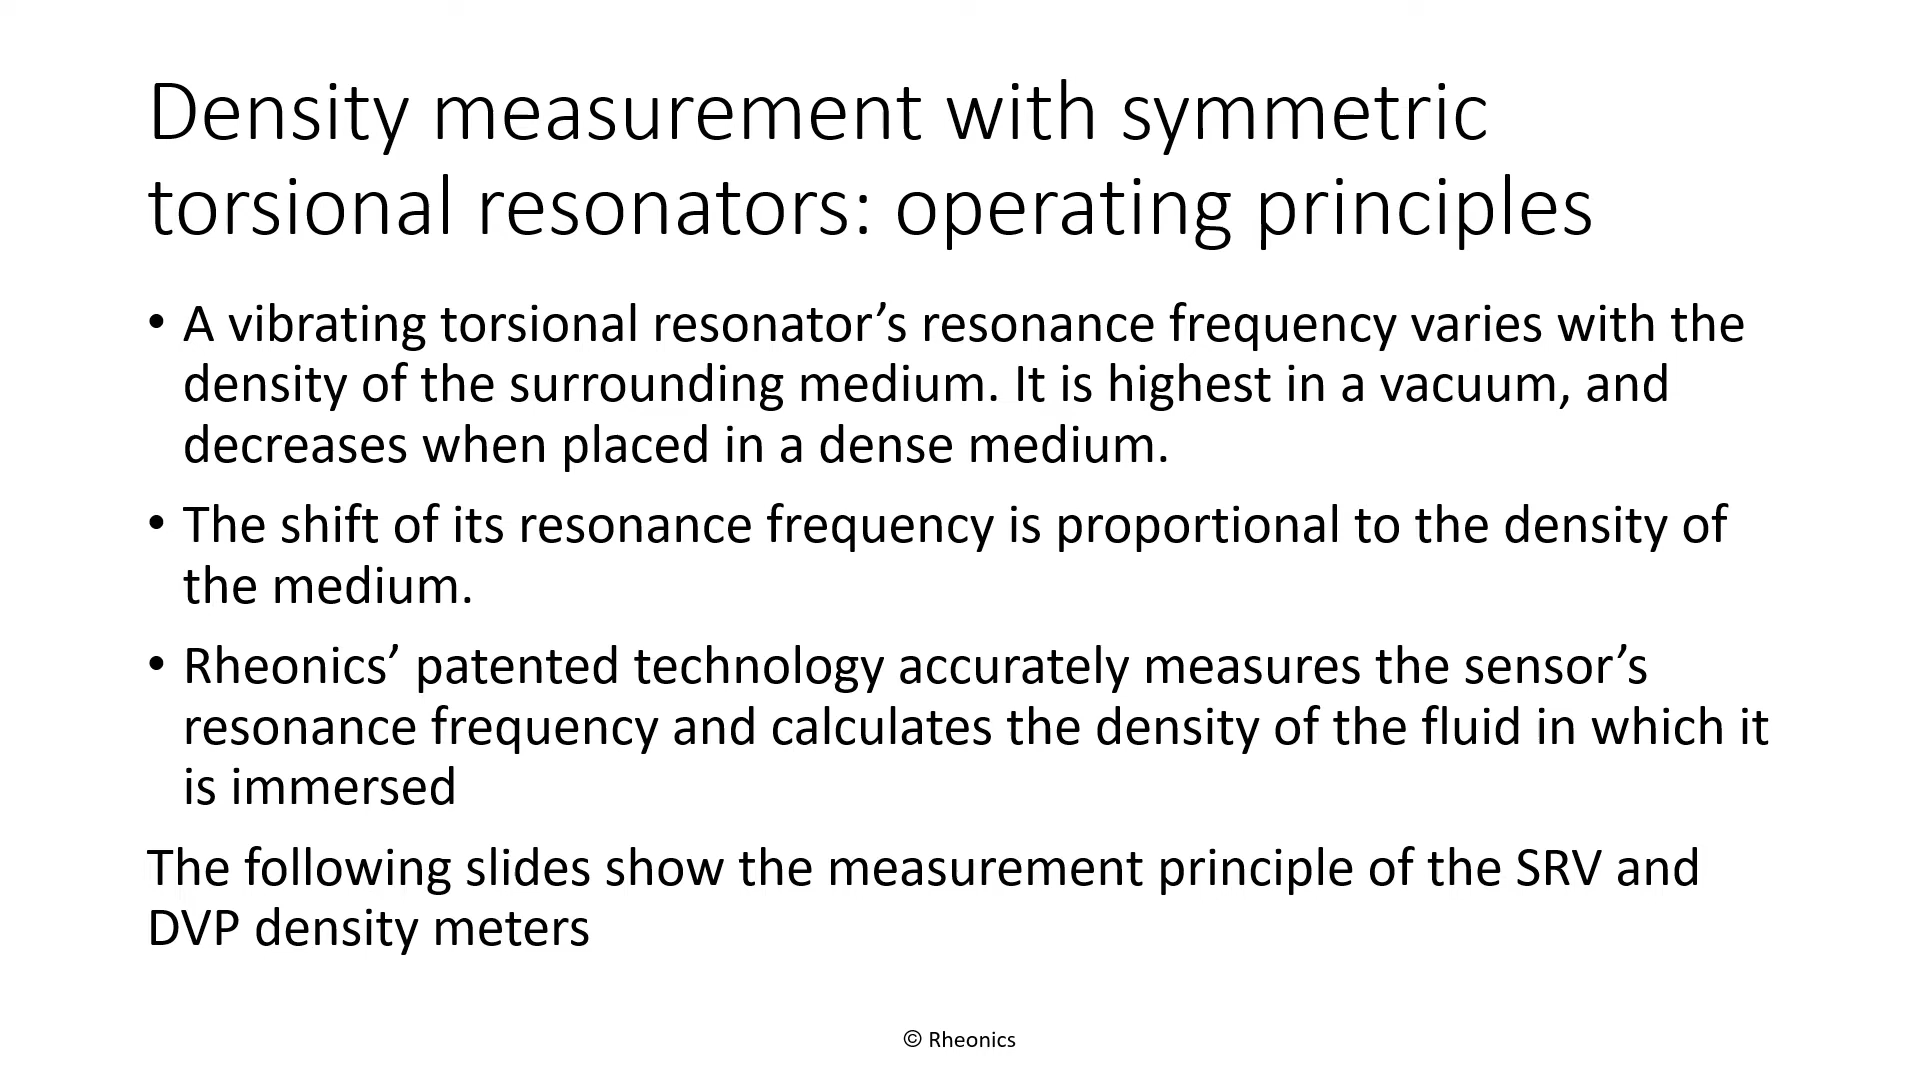 Density measurement with symmetric
torsional resonators: operating principles
• A vibrating torsional resonator’s resonance frequency varies with the
density of the surrounding medium. It is highest in a vacuum, and
decreases when placed in a dense medium.
• The shift of its resonance frequency is proportional to the density of
the medium.
• Rheonics’ patented technology accurately measures the sensor’s
resonance frequency and calculates the density of the fluid in which it
is immersed
The following slides show the measurement principle of the SRV and
DVP density meters
© Rheonics